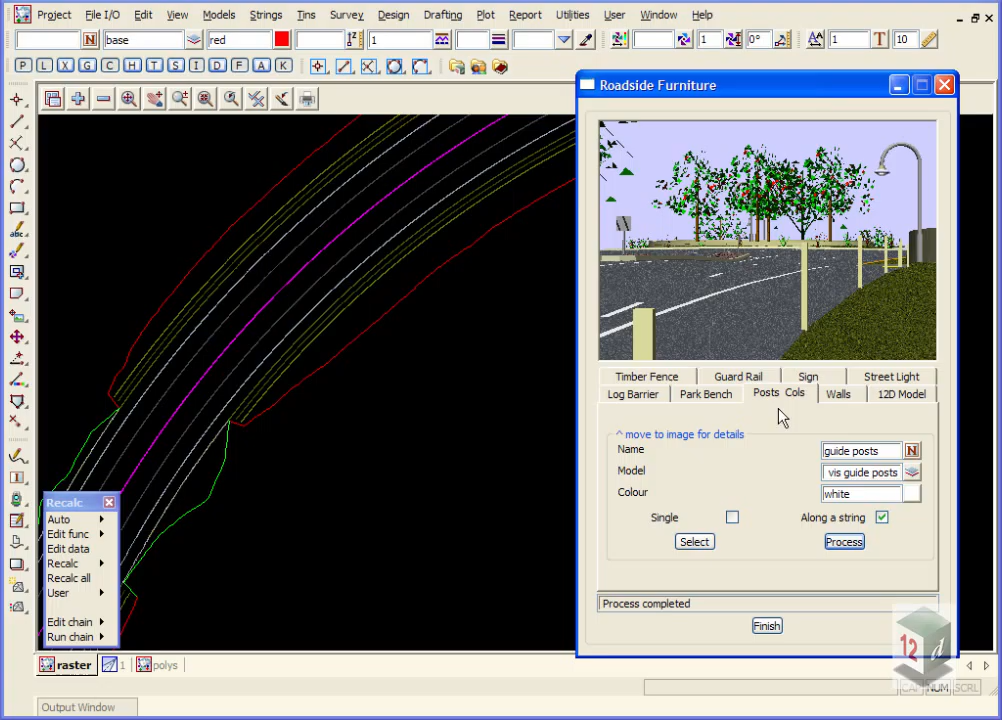 Project File I/O Edit View Models Strings Tins Survey Design Drafting Plot Report Utilities User Window Help
N base red 1 1 0° 1 T 10
P L X G C H T S I D F A K
Roadside Furniture
abc
Timber Fence Guard Rail Sign Street Light
Log Barrier Park Bench Posts Cols Walls 12D Model
^ move to image for details
Name guide posts N
Model vis guide posts
Colour white
Single Along a string
Select Process
Process completed
Finish
Recalc
Auto
Edit func
Edit data
Recalc
Recalc all
User
Edit chain
Run chain
raster 1 polys
12 d
CAP NUM SCRL
Output Window